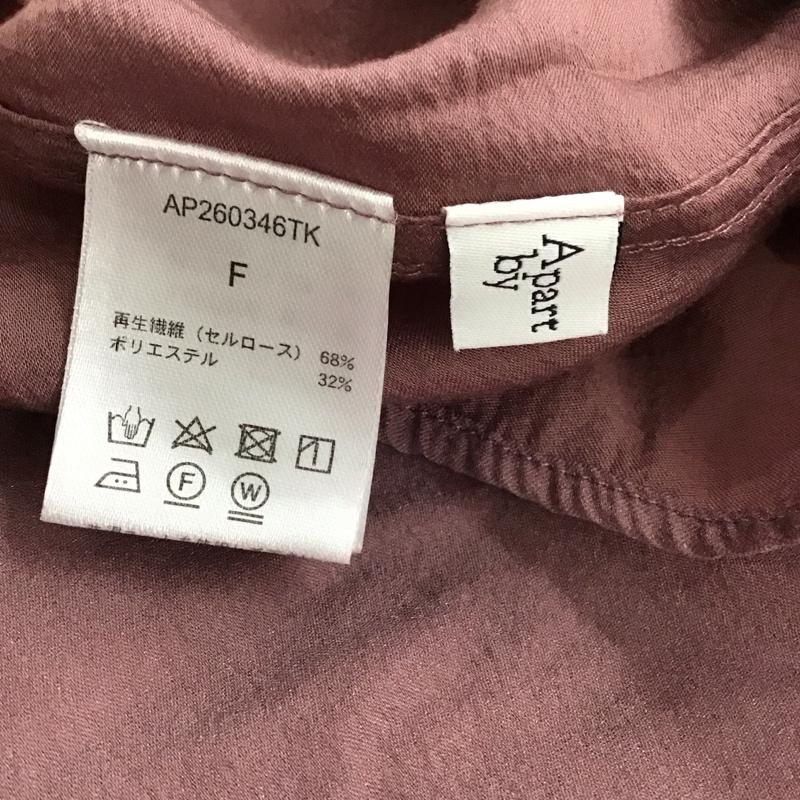 AP260346TK
F
再生繊維（セルロース） 68%
ポリエステル 32%
F
W
Apart
by